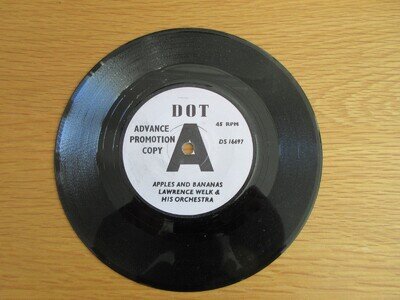 DOT
ADVANCE
PROMOTION
COPY
A
45 RPM
DS 16697
APPLES AND BANANAS
LAWRENCE WELK &
HIS ORCHESTRA